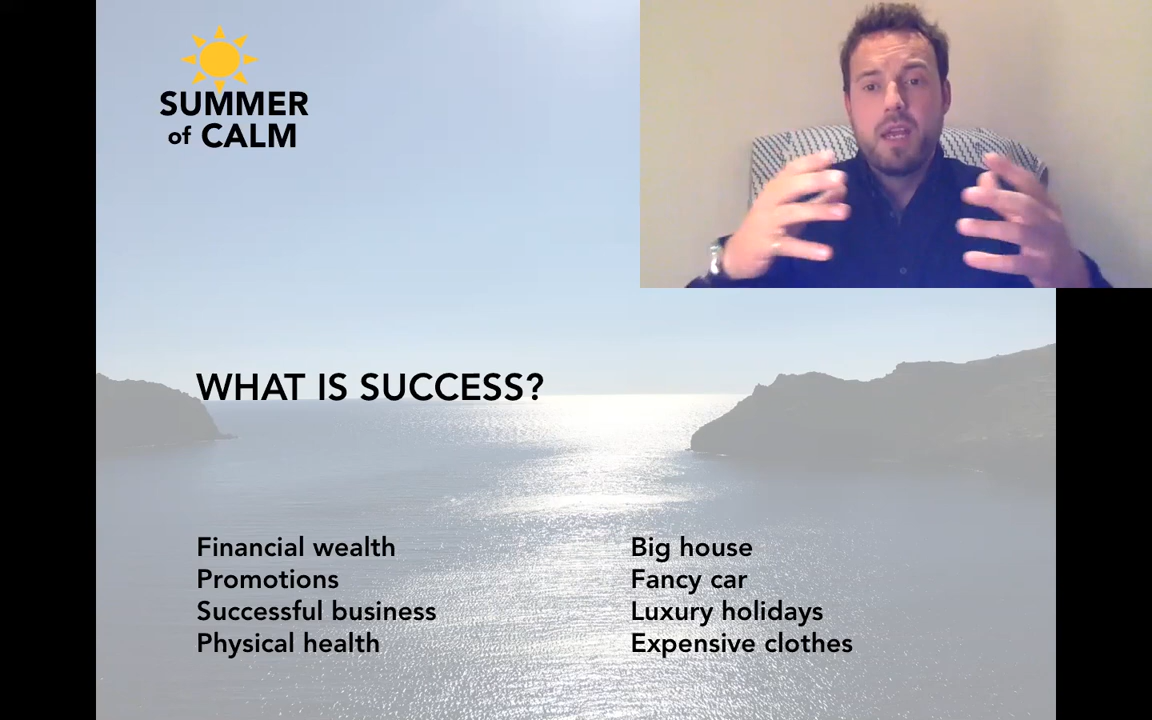 SUMMER
of CALM
WHAT IS SUCCESS?
Financial wealth
Promotions
Successful business
Physical health
Big house
Fancy car
Luxury holidays
Expensive clothes